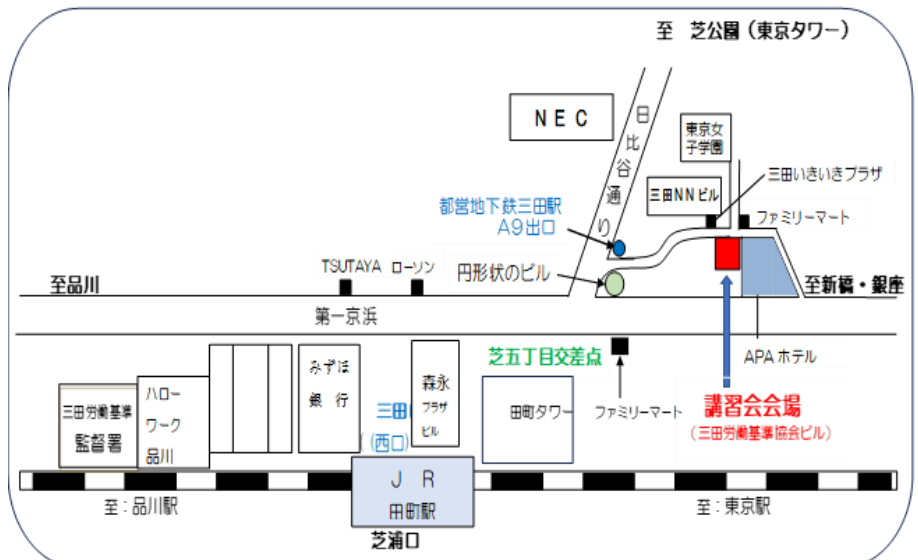 至　芝公園（東京タワー）
ＮＥＣ
日比谷通り
東京女
子学園
三田いきいきプラザ
三田ＮＮビル
ファミリーマート
都営地下鉄三田駅
A9出口
円形状のビル
TSUTAYA　ローソン
至品川
至新橋・銀座
第一京浜
芝五丁目交差点
APAホテル
みずほ
銀 行
森永
プラザ
ビル
ハロー
ワーク
品川
三田労働基準
監督署
三田
(西口)
田町タワー
ファミリーマート
講習会会場
(三田労働基準協会ビル)
Ｊ Ｒ
田町駅
至：品川駅
至：東京駅
芝浦口